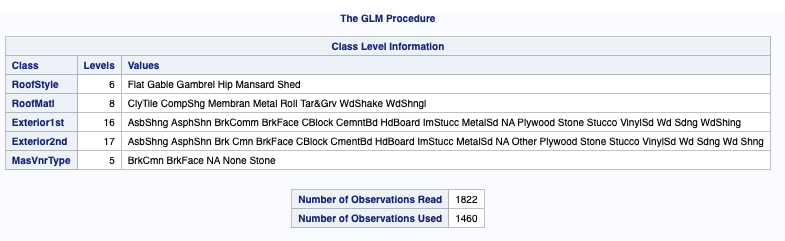 The GLM Procedure
Class Level Information
Class Levels Values
RoofStyle 6 Flat Gable Gambrel Hip Mansard Shed
RoofMatl 8 ClyTile CompShg Membran Metal Roll Tar&Grv WdShake WdShngl
Exterior1st 16 AsbShng AsphShn BrkComm BrkFace CBlock CemntBd HdBoard ImStucc MetalSd NA Plywood Stone Stucco VinylSd Wd Sdng WdShing
Exterior2nd 17 AsbShng AsphShn Brk Cmn BrkFace CBlock CmentBd HdBoard ImStucc MetalSd NA Other Plywood Stone Stucco VinylSd Wd Sdng Wd Shng
MasVnrType 5 BrkCmn BrkFace NA None Stone
Number of Observations Read 1822
Number of Observations Used 1460